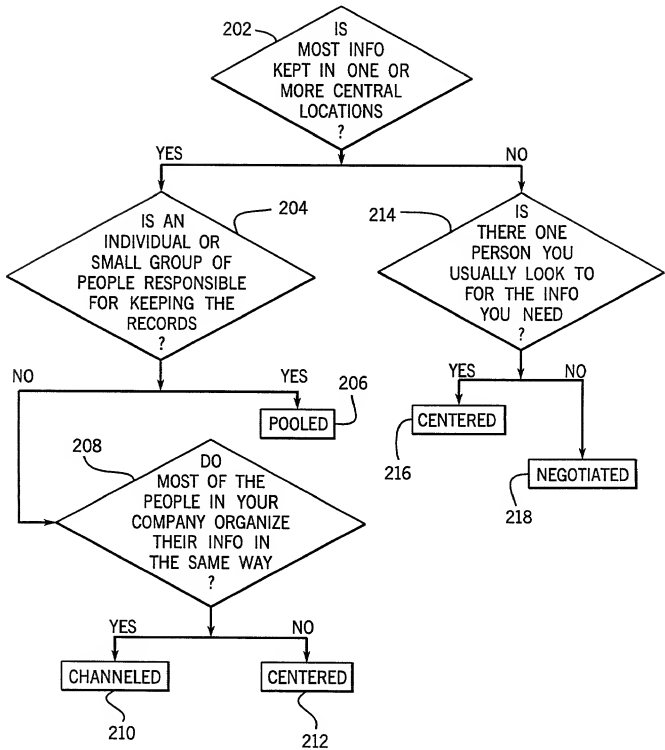 202
IS
MOST INFO
KEPT IN ONE OR
MORE CENTRAL
LOCATIONS
?
YES
NO
204
IS AN
INDIVIDUAL OR
SMALL GROUP OF
PEOPLE RESPONSIBLE
FOR KEEPING THE
RECORDS
?
214
IS
THERE ONE
PERSON YOU
USUALLY LOOK TO
FOR THE INFO
YOU NEED
?
NO
YES
206
POOLED
YES
NO
CENTERED
216
NEGOTIATED
218
208
DO
MOST OF THE
PEOPLE IN YOUR
COMPANY ORGANIZE
THEIR INFO IN
THE SAME WAY
?
YES
NO
CHANNELED
CENTERED
210
212